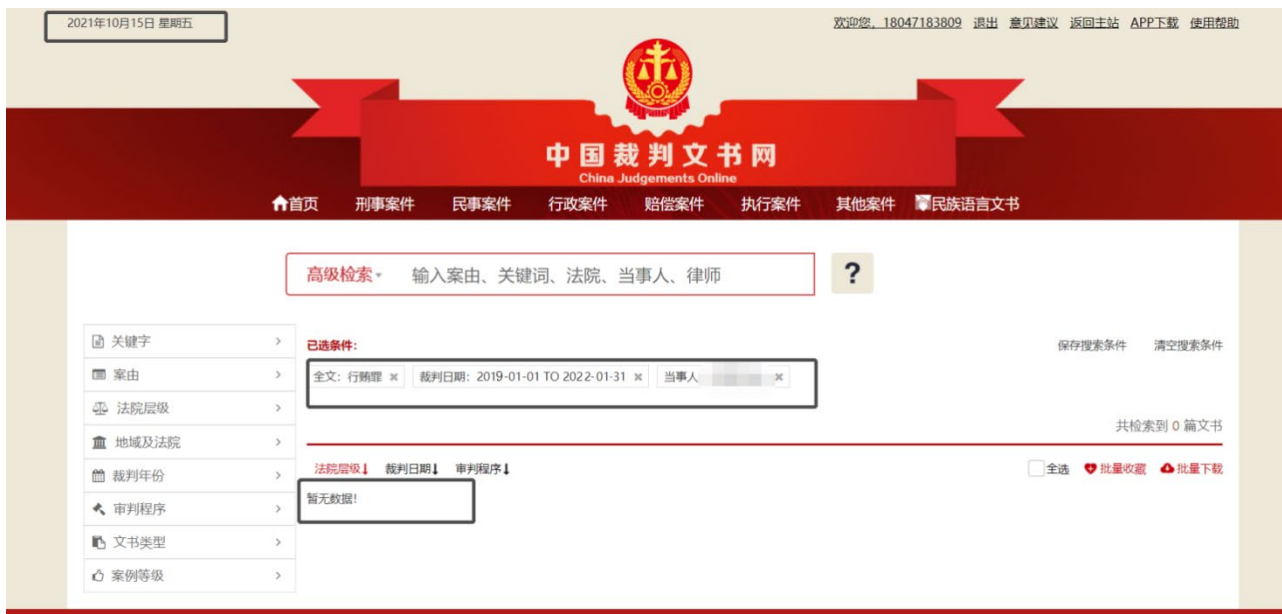 2021年10月15日 星期五
欢迎您，18047183809 退出 意见建议 返回主站 APP下载 使用帮助
中国裁判文书网
China Judgements Online
首页 刑事案件 民事案件 行政案件 赔偿案件 执行案件 其他案件 民族语言文书
高级检索 输入案由、关键词、法院、当事人、律师 ?
关键字
案由
法院层级
地域及法院
裁判年份
审判程序
文书类型
案例等级
已选条件: 保存搜索条件 清空搜索条件
全文：行贿罪 × 裁判日期：2019-01-01 TO 2022-01-31 × 当事人 ×
共检索到 0 篇文书
法院层级↓ 裁判日期↓ 审判程序↓ 全选 批量收藏 批量下载
暂无数据!